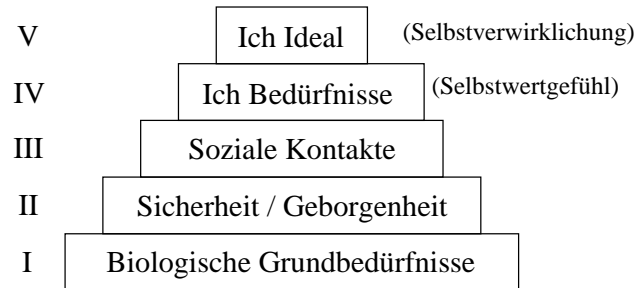 V Ich Ideal (Selbstverwirklichung)
IV Ich Bedürfnisse (Selbstwertgefühl)
III Soziale Kontakte
II Sicherheit / Geborgenheit
I Biologische Grundbedürfnisse